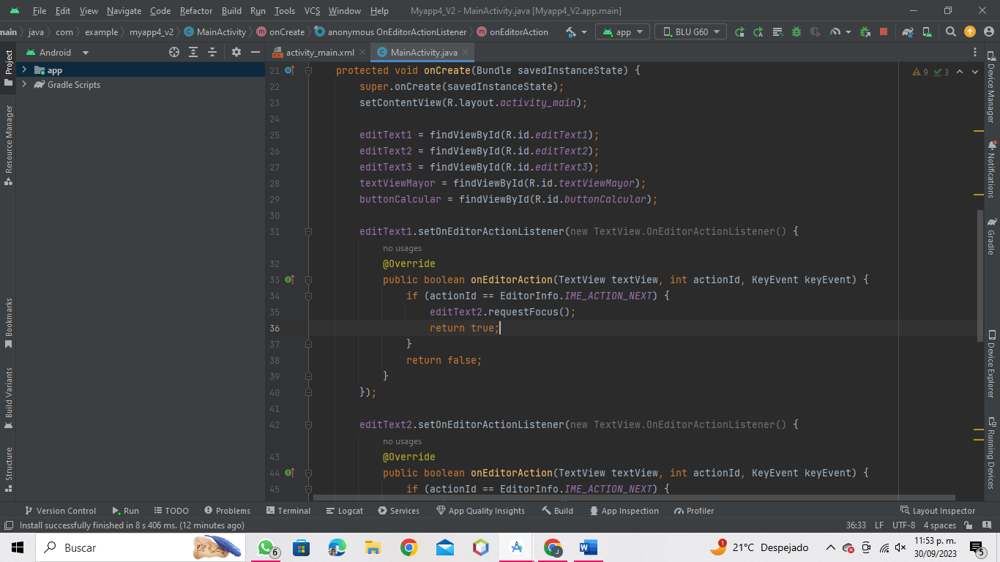 File Edit View Navigate Code Refactor Build Run Tools VCS Window Help Myapp4_V2 - MainActivity.java [Myapp4_V2.app.main]
main java com example myapp4_v2 MainActivity onCreate anonymous OnEditorActionListener onEditorAction app BLU G60
Project
Android
activity_main.xml
MainActivity.java
app
Gradle Scripts
9 3
21 protected void onCreate(Bundle savedInstanceState) {
22 super.onCreate(savedInstanceState);
23 setContentView(R.layout.activity_main);
24
25 editText1 = findViewById(R.id.editText1);
26 editText2 = findViewById(R.id.editText2);
27 editText3 = findViewById(R.id.editText3);
28 textViewMayor = findViewById(R.id.textViewMayor);
29 buttonCalcular = findViewById(R.id.buttonCalcular);
30
31 editText1.setOnEditorActionListener(new TextView.OnEditorActionListener() {
no usages
32 @Override
33 public boolean onEditorAction(TextView textView, int actionId, KeyEvent keyEvent) {
34 if (actionId == EditorInfo.IME_ACTION_NEXT) {
35 editText2.requestFocus();
36 return true;
37 }
38 return false;
39 }
40 });
41
42 editText2.setOnEditorActionListener(new TextView.OnEditorActionListener() {
no usages
43 @Override
44 public boolean onEditorAction(TextView textView, int actionId, KeyEvent keyEvent) {
45 if (actionId == EditorInfo.IME_ACTION_NEXT) {
Resource Manager
Bookmarks
Build Variants
Structure
Device Manager
Notifications
Gradle
Device Explorer
Running Devices
Version Control Run TODO Problems Terminal Logcat Services App Quality Insights Build App Inspection Profiler Layout Inspector
Install successfully finished in 8 s 406 ms. (12 minutes ago) 36:33 LF UTF-8 4 spaces
Buscar
6
J
W
1
21°C Despejado
11:53 p. m.
30/09/2023
5